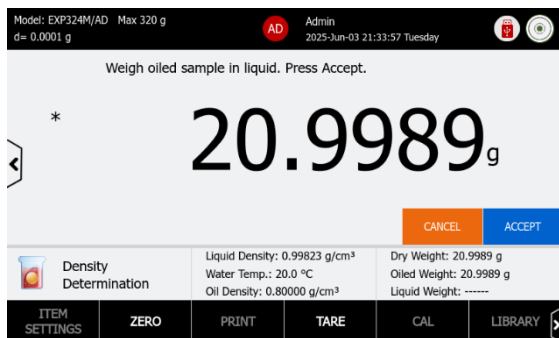 Model: EXP324M/AD Max 320 g
d= 0.0001 g
AD
Admin
2025-Jun-03 21:33:57 Tuesday
Weigh oiled sample in liquid. Press Accept.
* 20.9989 g
CANCEL
ACCEPT
Density
Determination
Liquid Density: 0.99823 g/cm³
Water Temp.: 20.0 °C
Oil Density: 0.80000 g/cm³
Dry Weight: 20.9989 g
Oiled Weight: 20.9989 g
Liquid Weight: ------
ITEM
SETTINGS
ZERO
PRINT
TARE
CAL
LIBRARY